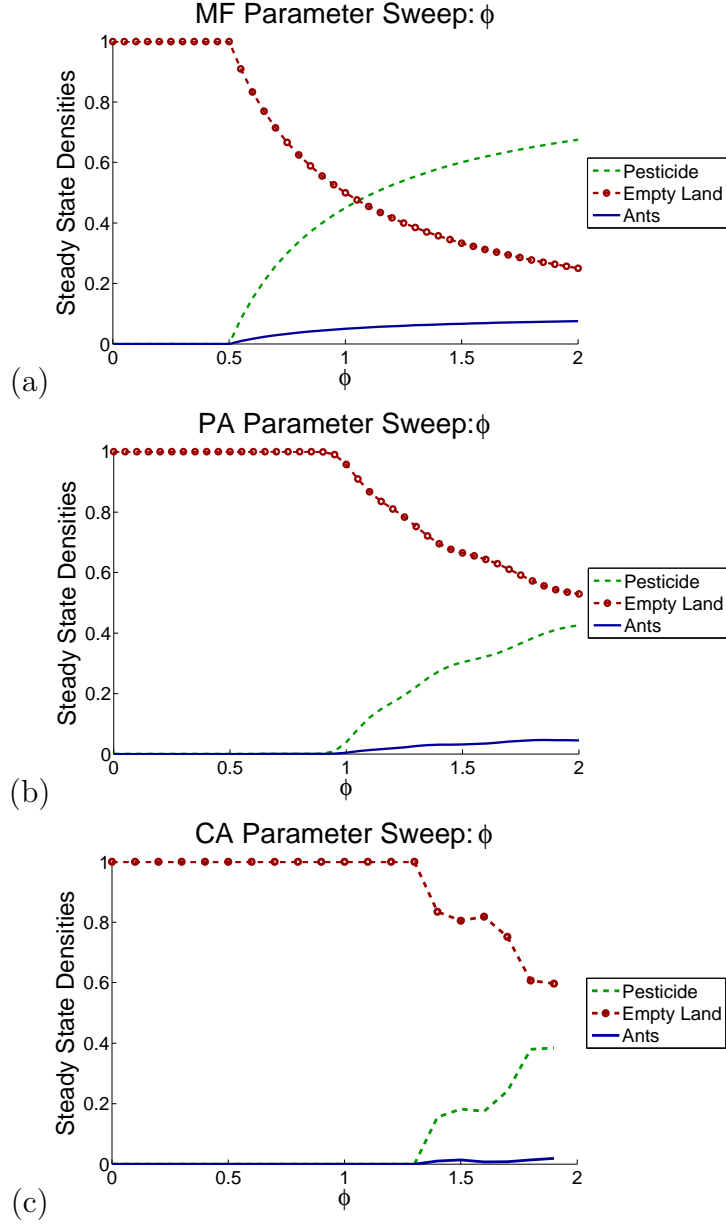 MF Parameter Sweep: ϕ
Steady State Densities
1
0.8
0.6
0.4
0.2
0
0 0.5 1 1.5 2
ϕ
Pesticide
Empty Land
Ants
(a)
PA Parameter Sweep: ϕ
Steady State Densities
1
0.8
0.6
0.4
0.2
0
0 0.5 1 1.5 2
ϕ
Pesticide
Empty Land
Ants
(b)
CA Parameter Sweep: ϕ
Steady State Densities
1
0.8
0.6
0.4
0.2
0
0 0.5 1 1.5 2
ϕ
Pesticide
Empty Land
Ants
(c)